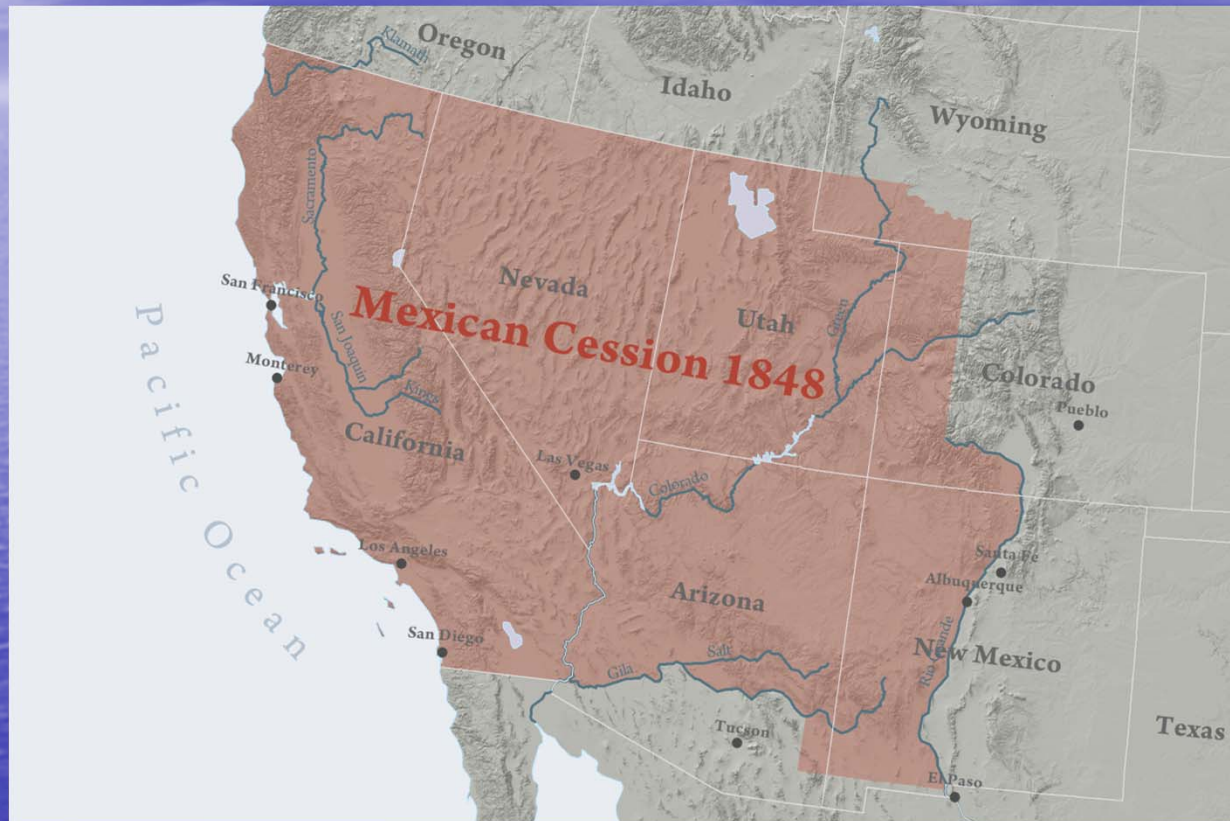 Klamath
Oregon
Idaho
Wyoming
Sacramento
San Francisco
Nevada
Utah
Green
Mexican Cession 1848
San Joaquin
Monterey
Kings
Colorado
Pueblo
California
Las Vegas
Colorado
Pacific Ocean
Los Angeles
Santa Fe
Albuquerque
Arizona
San Diego
Salt
Gila
Rio Grande
New Mexico
Tucson
Texas
El Paso